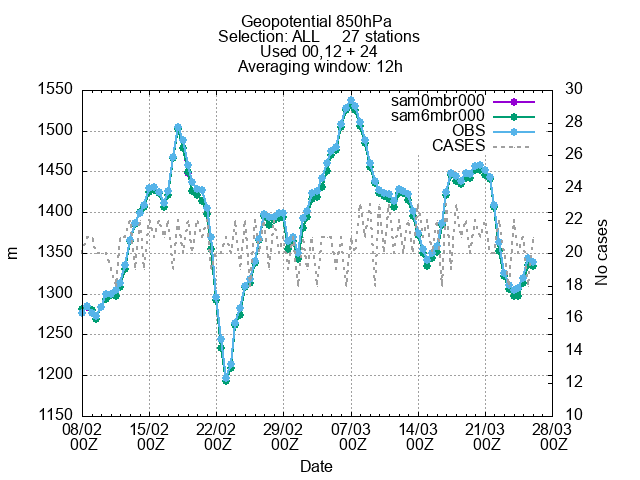 Geopotential 850hPa
Selection: ALL 27 stations
Used 00,12 + 24
Averaging window: 12h
sam0mbr000
sam6mbr000
OBS
CASES
1550
1500
1450
1400
1350
1300
1250
1200
1150
m
30
28
26
24
22
20
18
16
14
12
10
No cases
08/02 15/02 22/02 29/02 07/03 14/03 21/03 28/03
00Z 00Z 00Z 00Z 00Z 00Z 00Z 00Z
Date